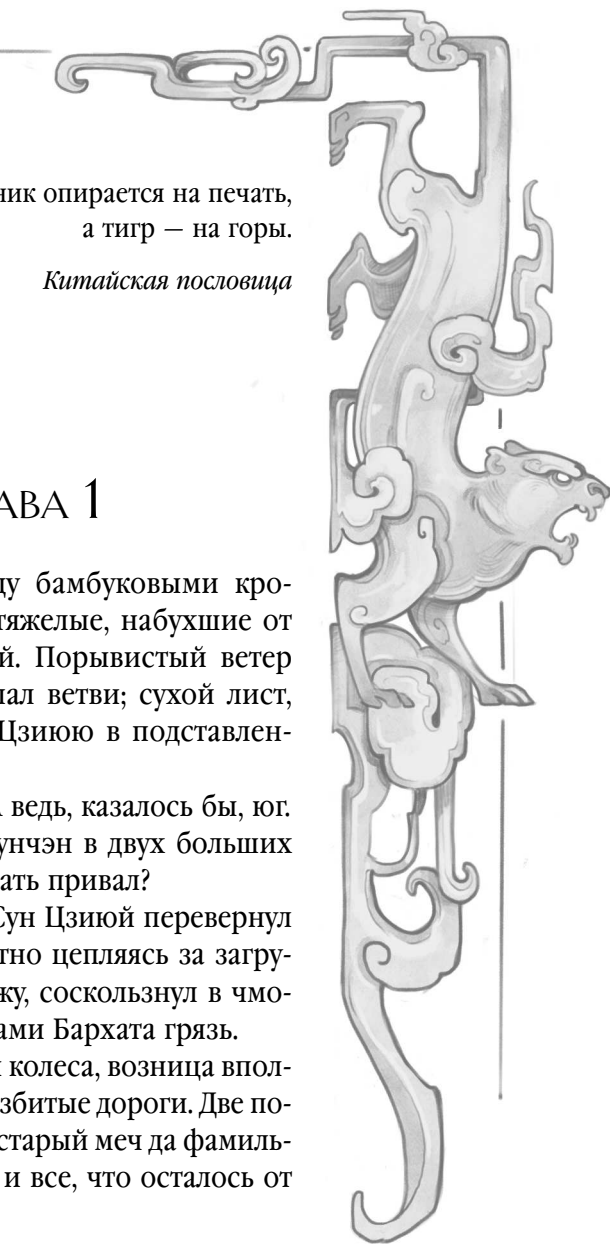 ник опирается на печать,
а тигр — на горы.
Китайская пословица
АВА 1
ду бамбуковыми кро-
тяжелые, набухшие от
й. Порывистый ветер
пал ветви; сухой лист,
Цзиюю в подставлен-
А ведь, казалось бы, юг.
унчэн в двух больших
ать привал?
Сун Цзиюй перевернул
тно цепляясь за загру-
жу, соскользнул в чмо-
ами Бархата грязь.
и колеса, возница впол-
збитые дороги. Две по-
старый меч да фамиль-
и все, что осталось от